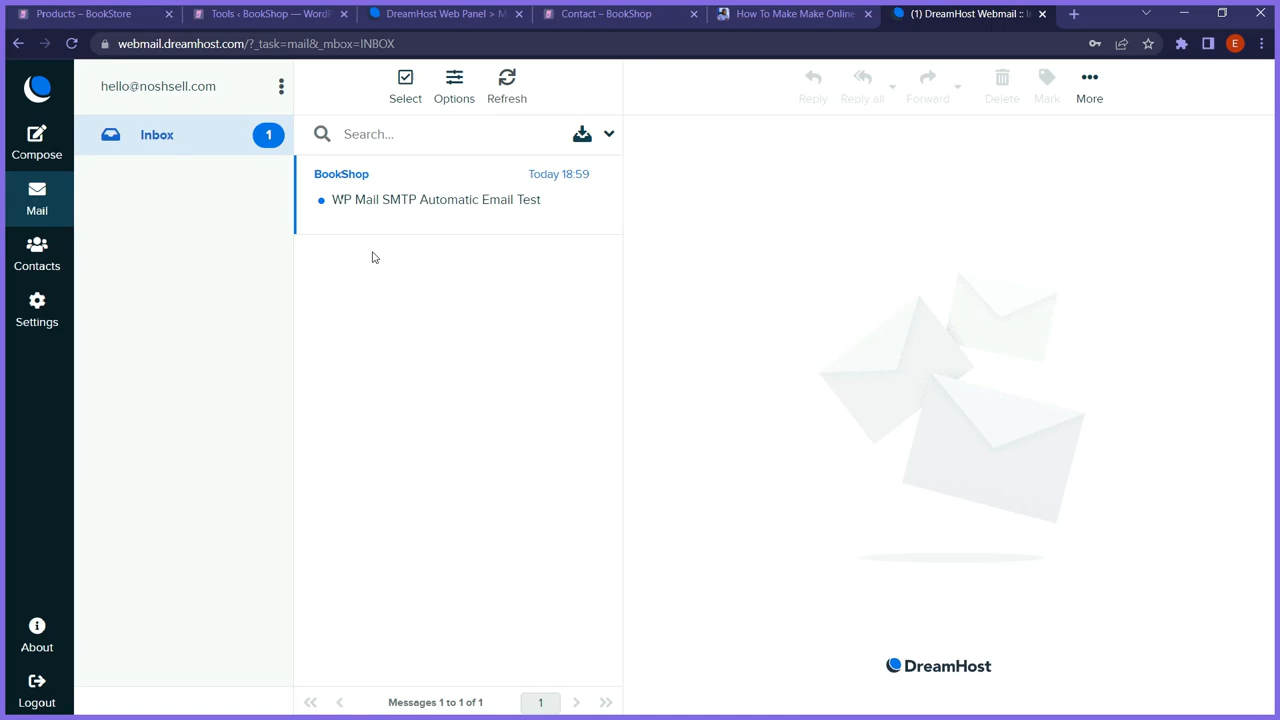 Products – BookStore
Tools ‹ BookShop — WordP
DreamHost Web Panel > M
Contact – BookShop
How To Make Make Online
(1) DreamHost Webmail :: I
webmail.dreamhost.com/?_task=mail&_mbox=INBOX
E
hello@noshsell.com
Select
Options
Refresh
Reply
Reply all
Forward
Delete
Mark
More
Compose
Mail
Contacts
Settings
About
Logout
Inbox
1
Search...
BookShop
Today 18:59
WP Mail SMTP Automatic Email Test
DreamHost
Messages 1 to 1 of 1
1